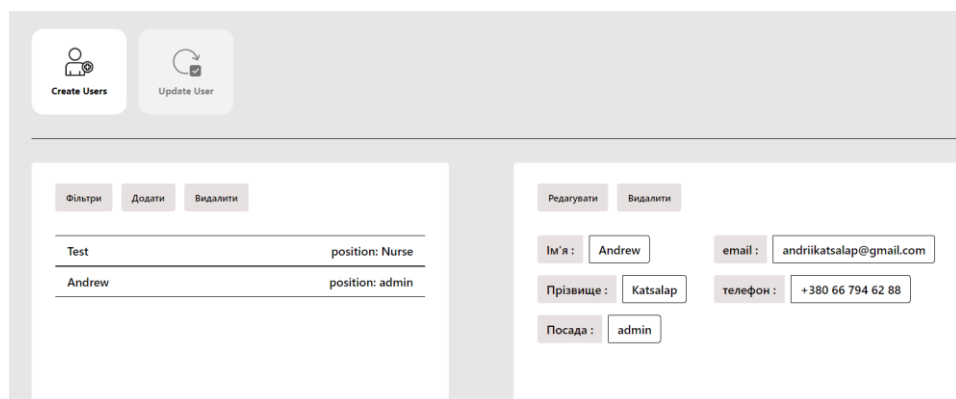 Create Users
Update User
Фільтри Додати Видалити
Test position: Nurse
Andrew position: admin
Редагувати Видалити
Ім'я : Andrew email : andriikatsalap@gmail.com
Прізвище : Katsalap телефон : +380 66 794 62 88
Посада : admin